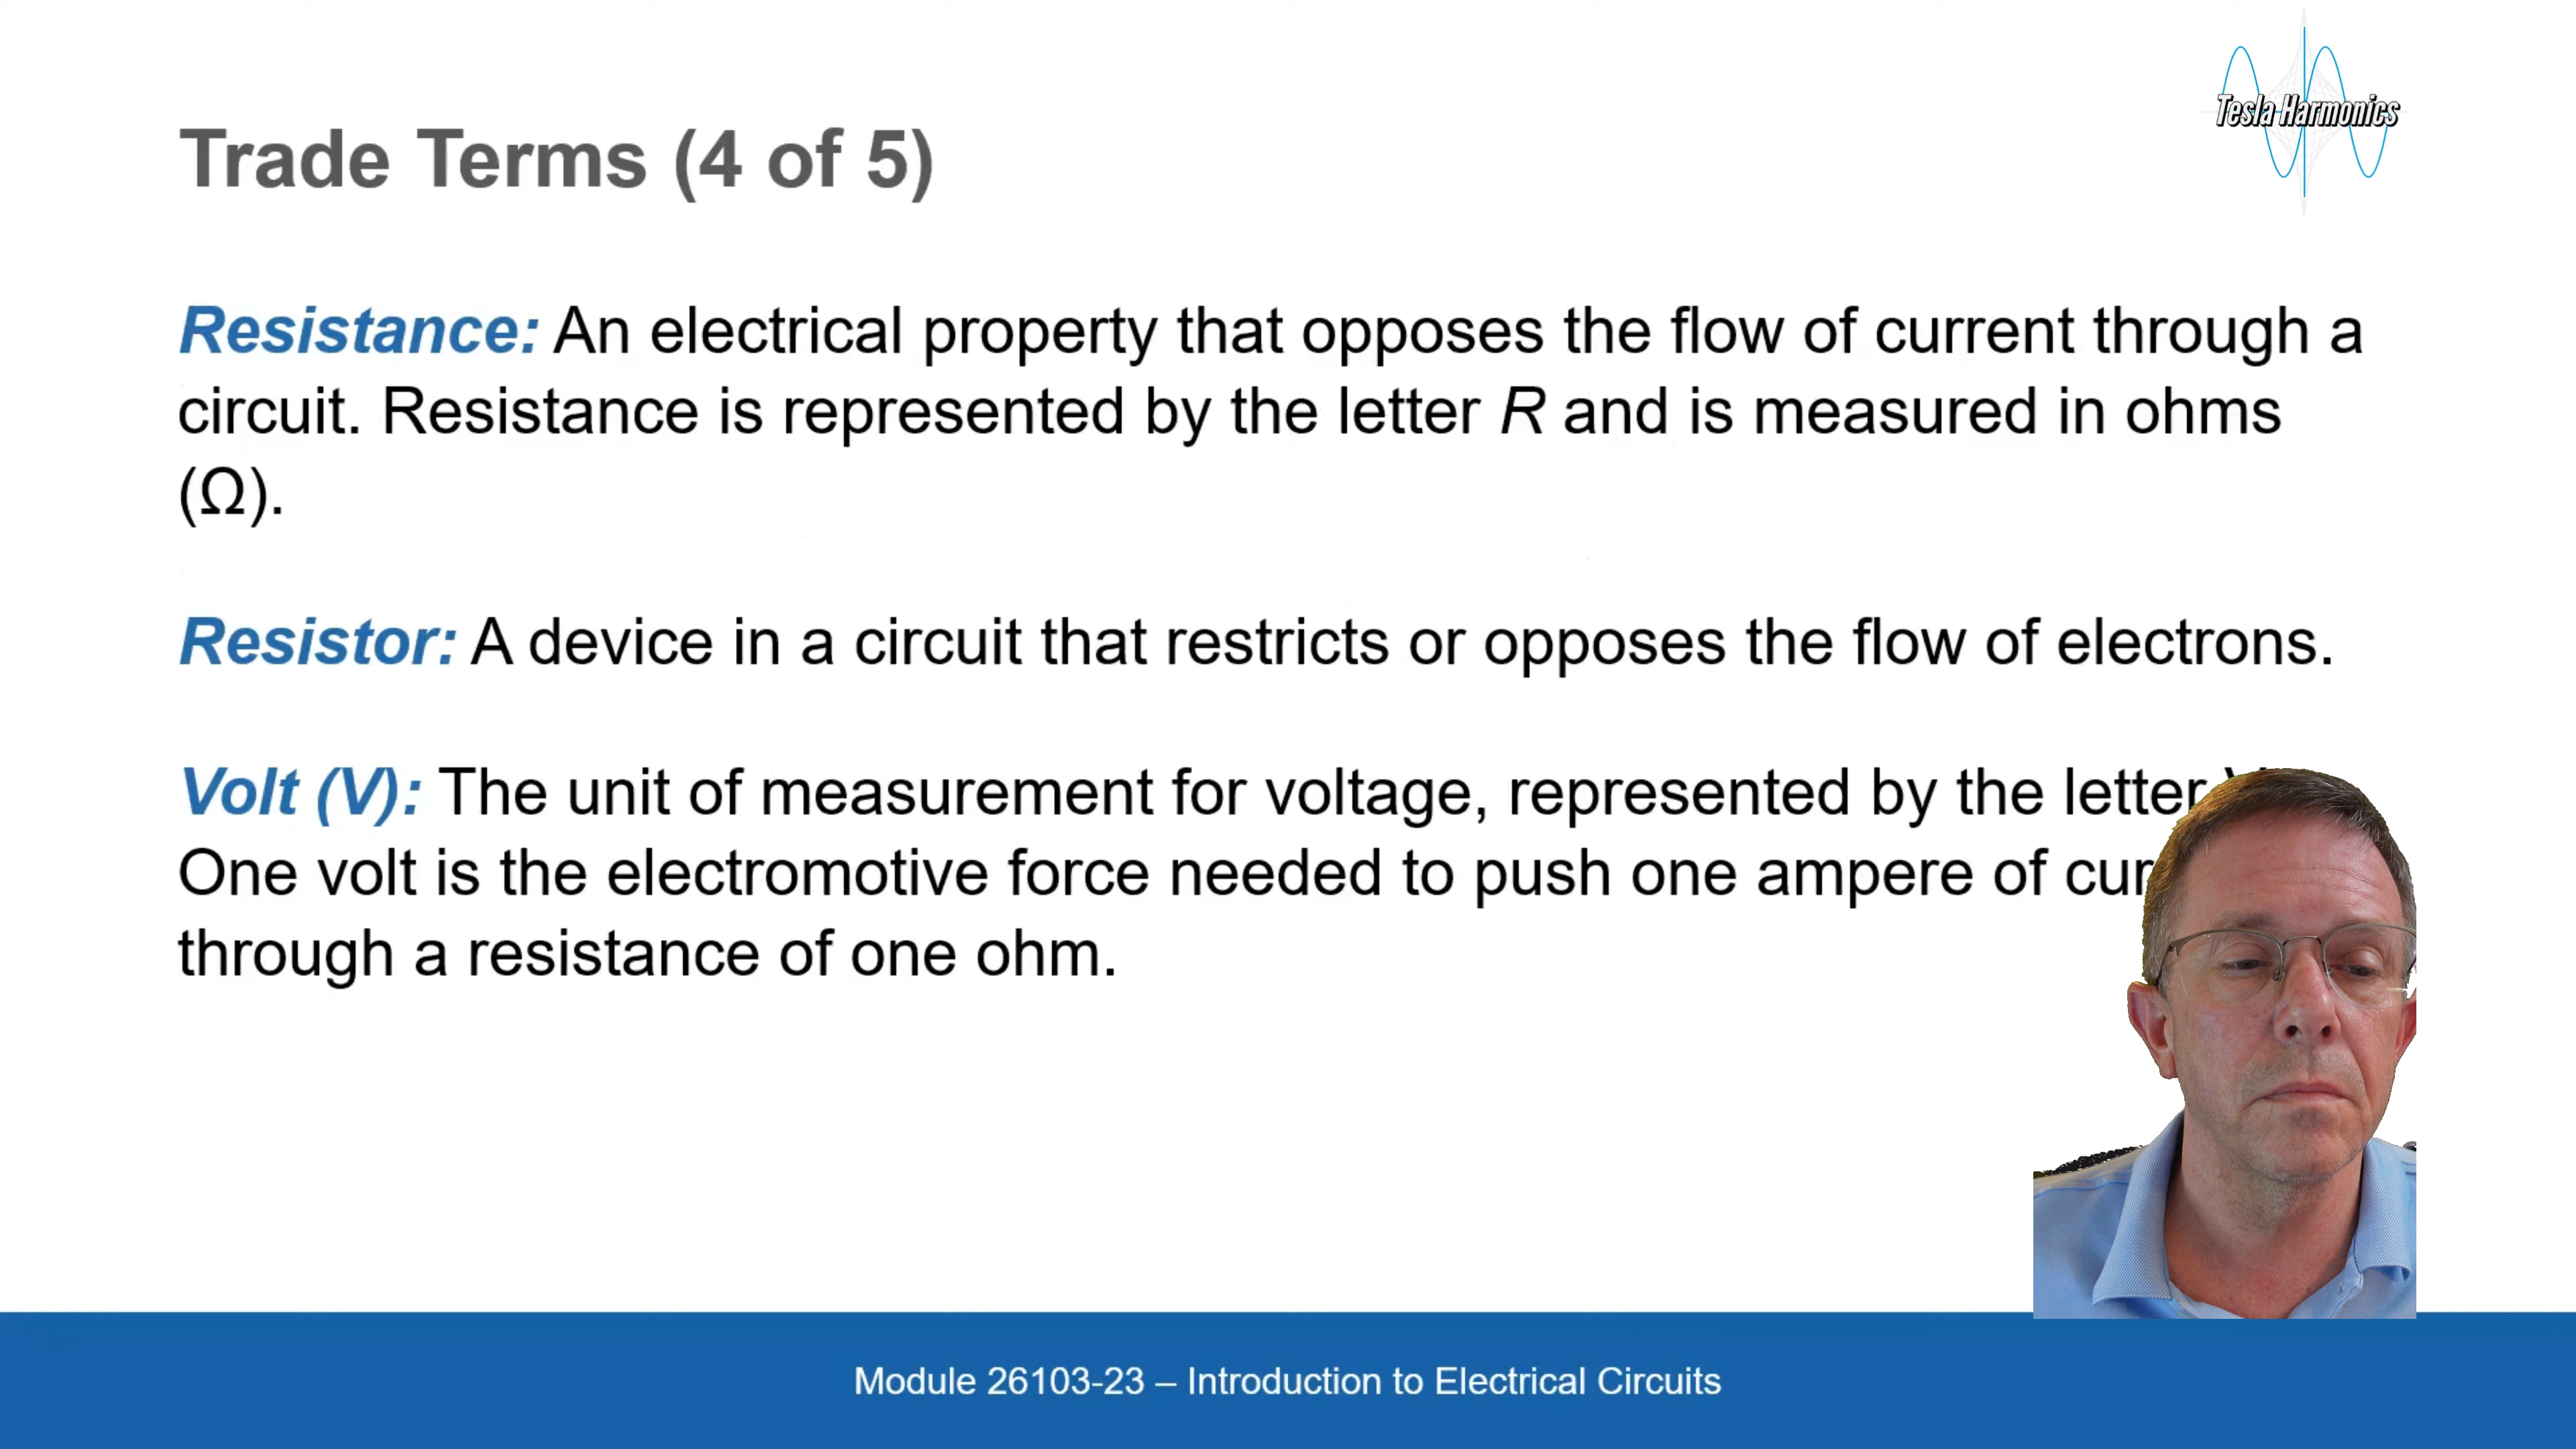 Tesla Harmonics
Trade Terms (4 of 5)
Resistance: An electrical property that opposes the flow of current through a
circuit. Resistance is represented by the letter R and is measured in ohms
(Ω).
Resistor: A device in a circuit that restricts or opposes the flow of electrons.
Volt (V): The unit of measurement for voltage, represented by the letter
One volt is the electromotive force needed to push one ampere of
through a resistance of one ohm.
Module 26103-23 – Introduction to Electrical Circuits